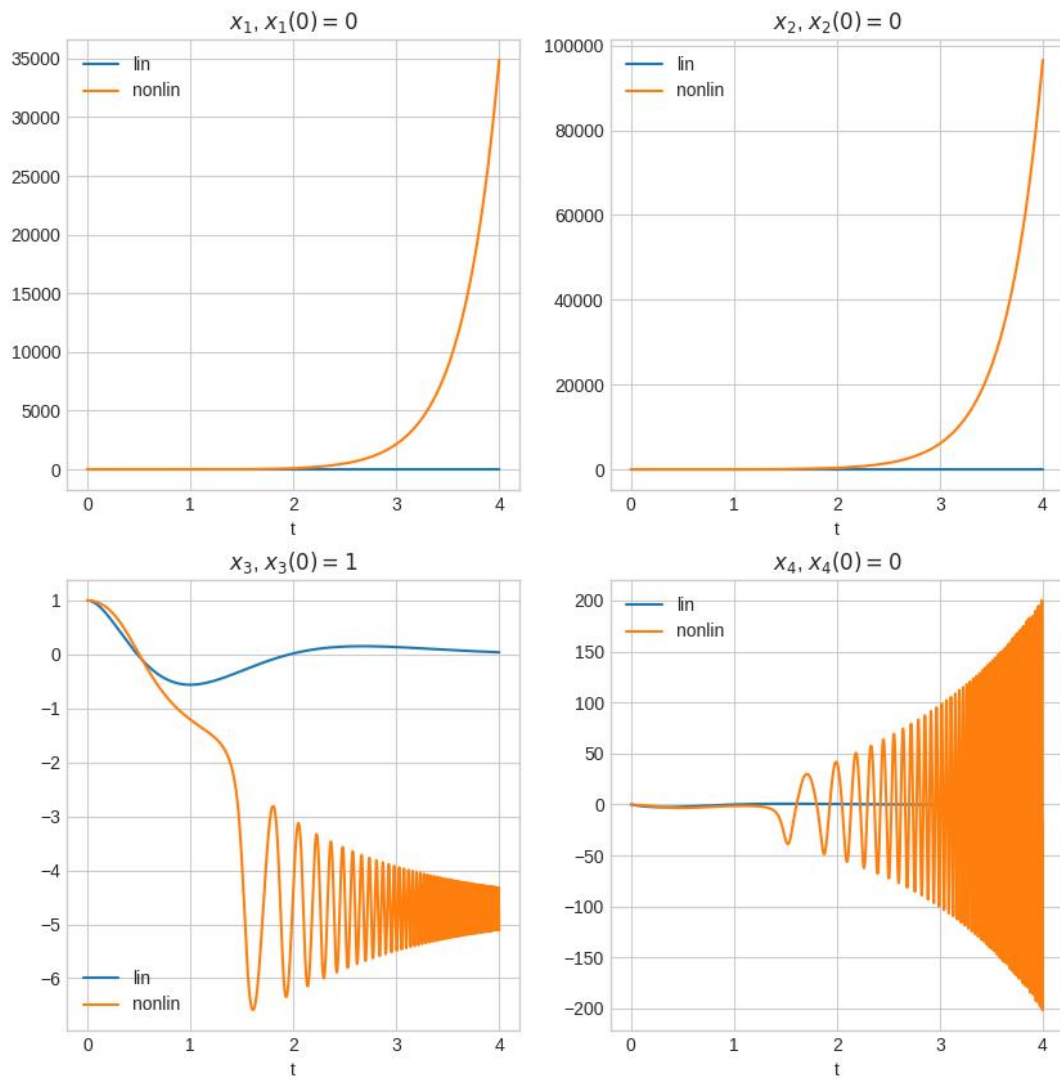 x₁, x₁(0) = 0
lin
nonlin
35000
30000
25000
20000
15000
10000
5000
0
0 1 2 3 4
t
x₂, x₂(0) = 0
lin
nonlin
100000
80000
60000
40000
20000
0
0 1 2 3 4
t
x₃, x₃(0) = 1
1
0
−1
−2
−3
−4
−5
−6
lin
nonlin
0 1 2 3 4
t
x₄, x₄(0) = 0
lin
nonlin
200
150
100
50
0
−50
−100
−150
−200
0 1 2 3 4
t